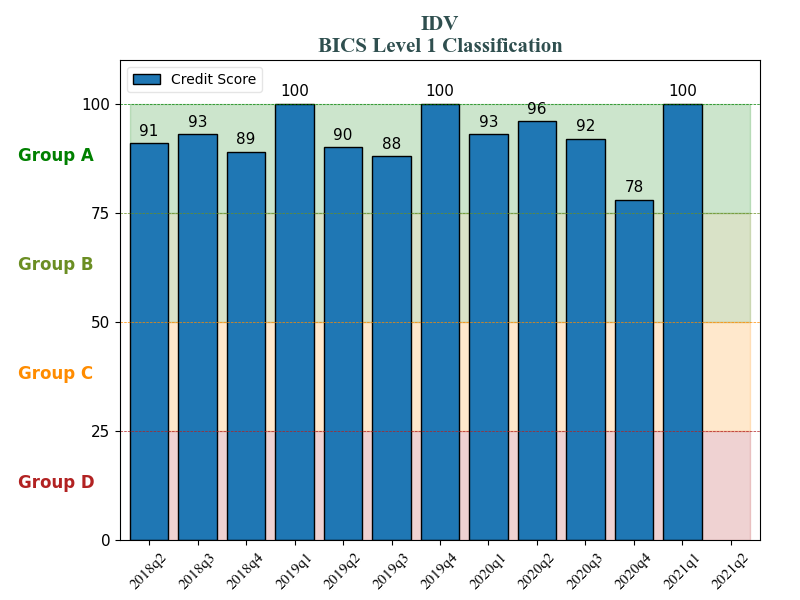 IDV
BICS Level 1 Classification
Credit Score
100
75
50
25
0
Group A
Group B
Group C
Group D
91
93
89
100
90
88
100
93
96
92
78
100
2018q2
2018q3
2018q4
2019q1
2019q2
2019q3
2019q4
2020q1
2020q2
2020q3
2020q4
2021q1
2021q2